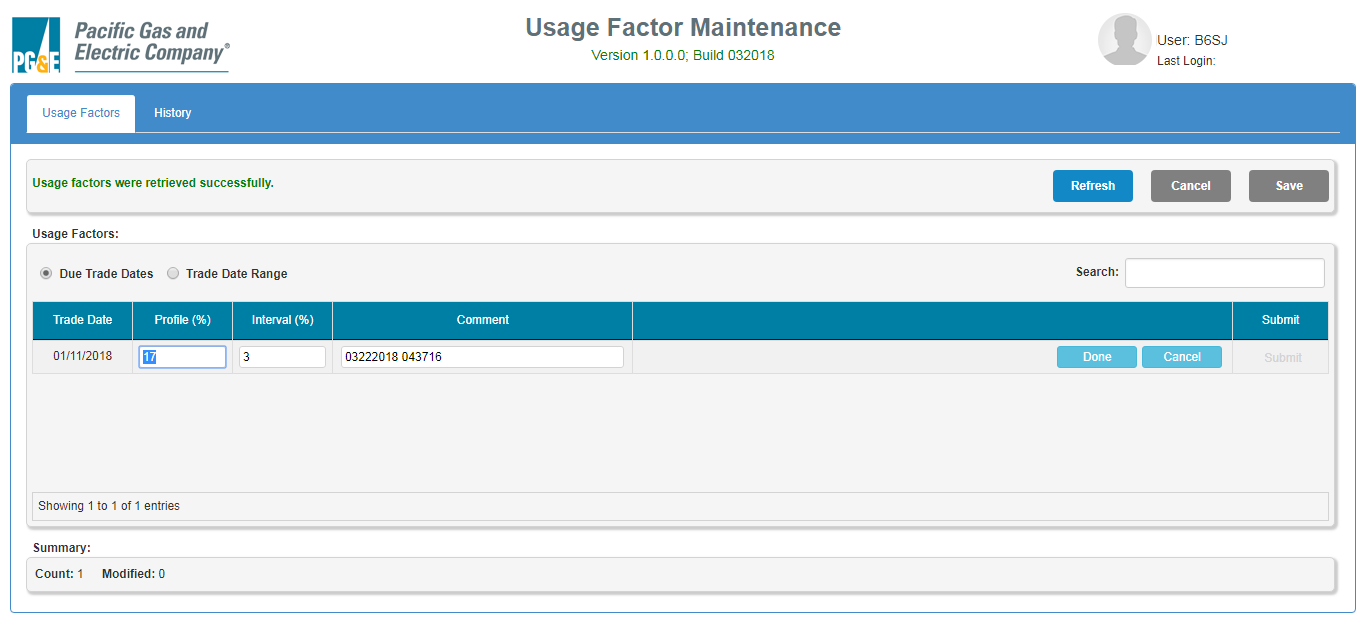 PG&E Pacific Gas and
Electric Company®
Usage Factor Maintenance
Version 1.0.0.0; Build 032018
User: B6SJ
Last Login:
Usage Factors History
Usage factors were retrieved successfully.
Refresh Cancel Save
Usage Factors:
Due Trade Dates Trade Date Range Search:
Trade Date Profile (%) Interval (%) Comment Submit
01/11/2018 17 3 03222018 043716 Done Cancel Submit
Showing 1 to 1 of 1 entries
Summary:
Count: 1 Modified: 0